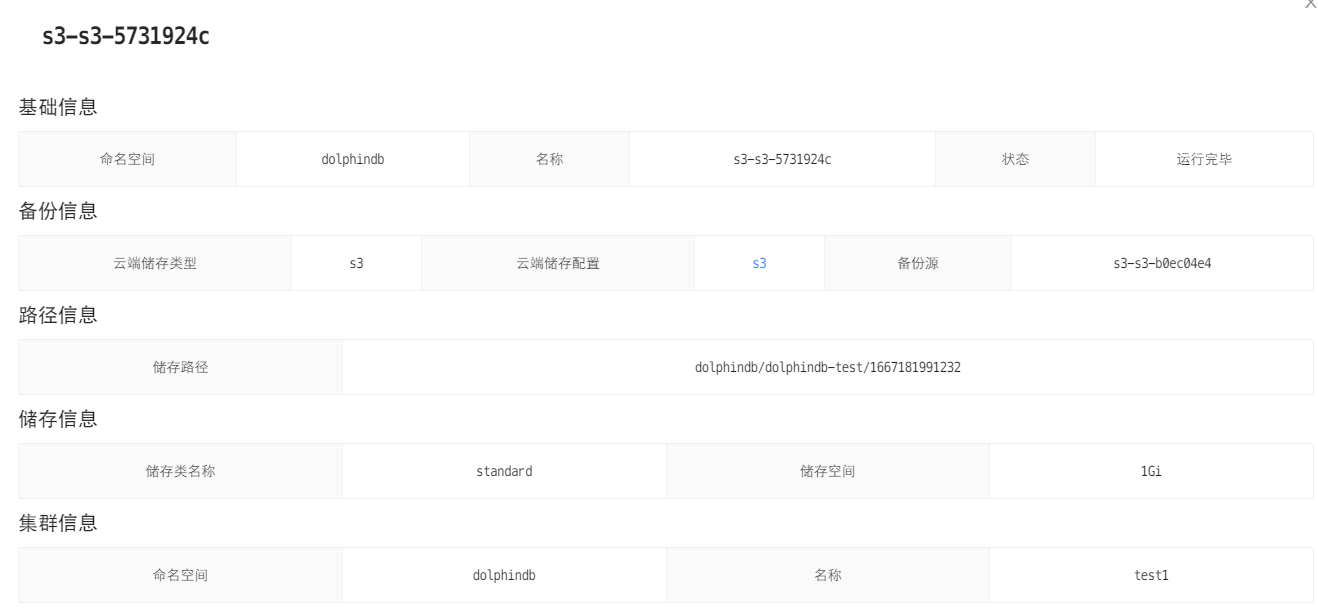 s3-s3-5731924c
基础信息
命名空间 dolphindb 名称 s3-s3-5731924c 状态 运行完毕
备份信息
云端储存类型 s3 云端储存配置 s3 备份源 s3-s3-b0ec04e4
路径信息
储存路径 dolphindb/dolphindb-test/1667181991232
储存信息
储存类名称 standard 储存空间 1Gi
集群信息
命名空间 dolphindb 名称 test1